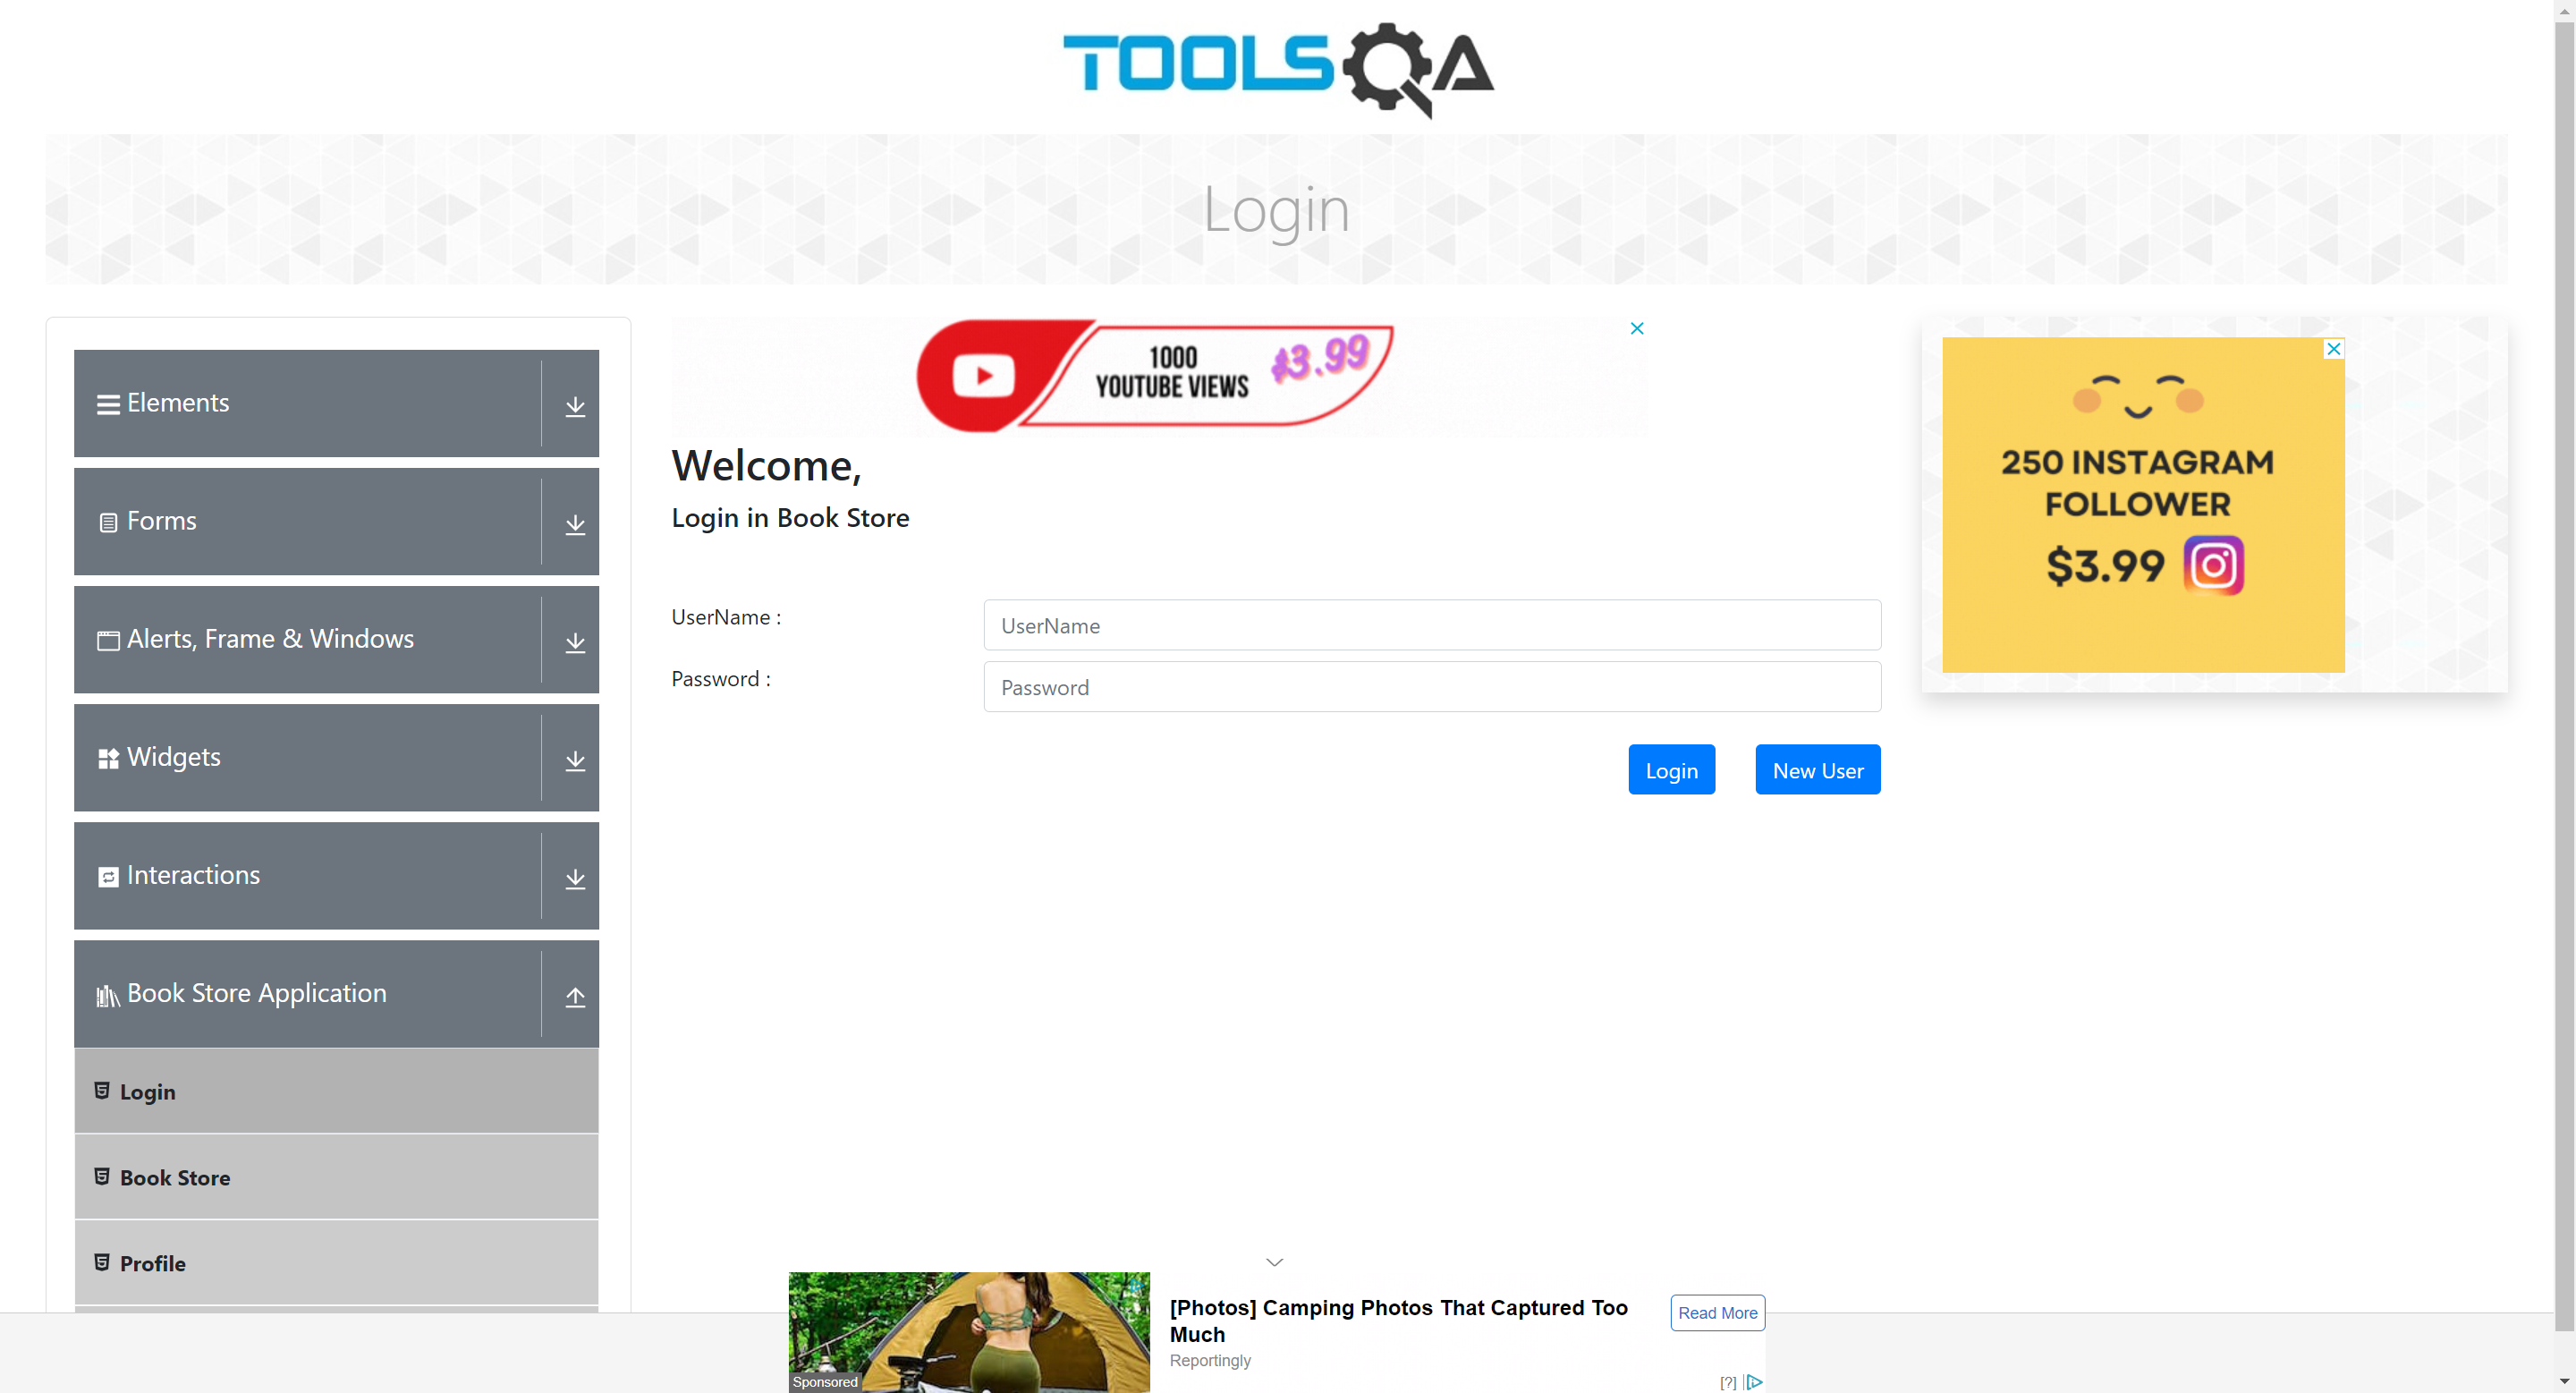 TOOLSQA
Login
Elements
Forms
Alerts, Frame & Windows
Widgets
Interactions
Book Store Application
Login
Book Store
Profile
1000
YOUTUBE VIEWS
$3.99
Welcome,
Login in Book Store
UserName :
UserName
Password :
Password
Login
New User
250 INSTAGRAM
FOLLOWER
$3.99
Sponsored
[Photos] Camping Photos That Captured Too
Much
Reportingly
Read More
[?]